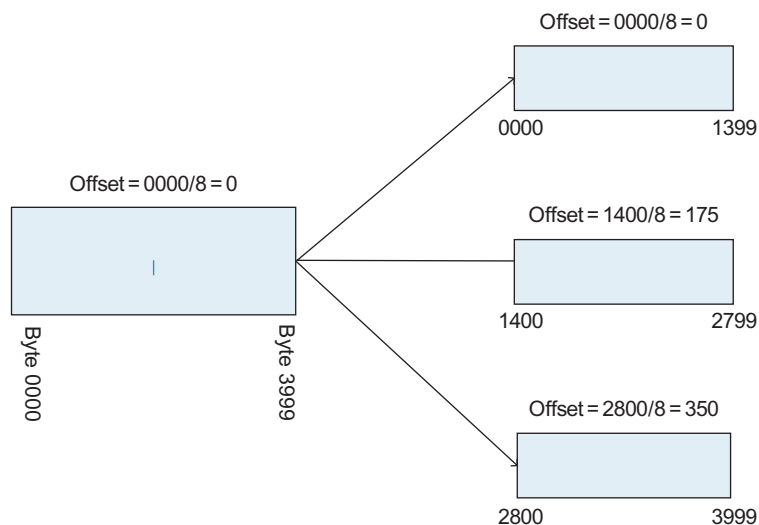 Offset = 0000/8 = 0
0000 1399
Offset = 0000/8 = 0
Byte 0000
Byte 3999
Offset = 1400/8 = 175
1400 2799
Offset = 2800/8 = 350
2800 3999